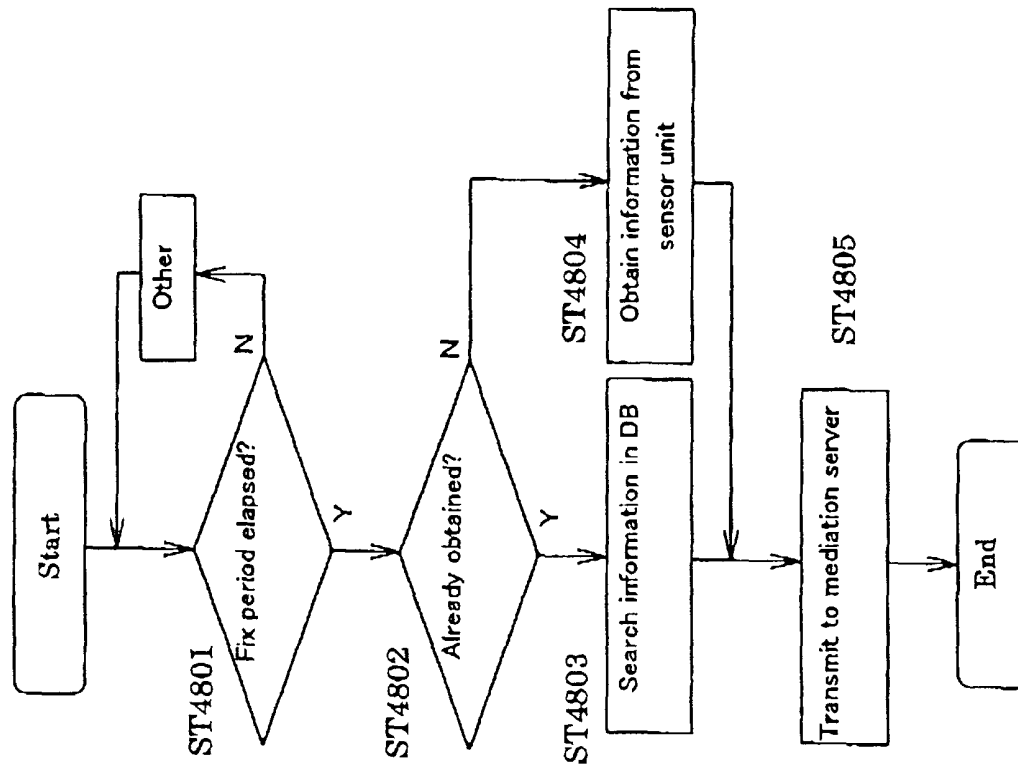 Start
Other
ST4801
Fix period elapsed?
N
Y
ST4802
Already obtained?
N
Y
ST4803
Search information in DB
ST4804
Obtain information from
sensor unit
Transmit to mediation server
ST4805
End